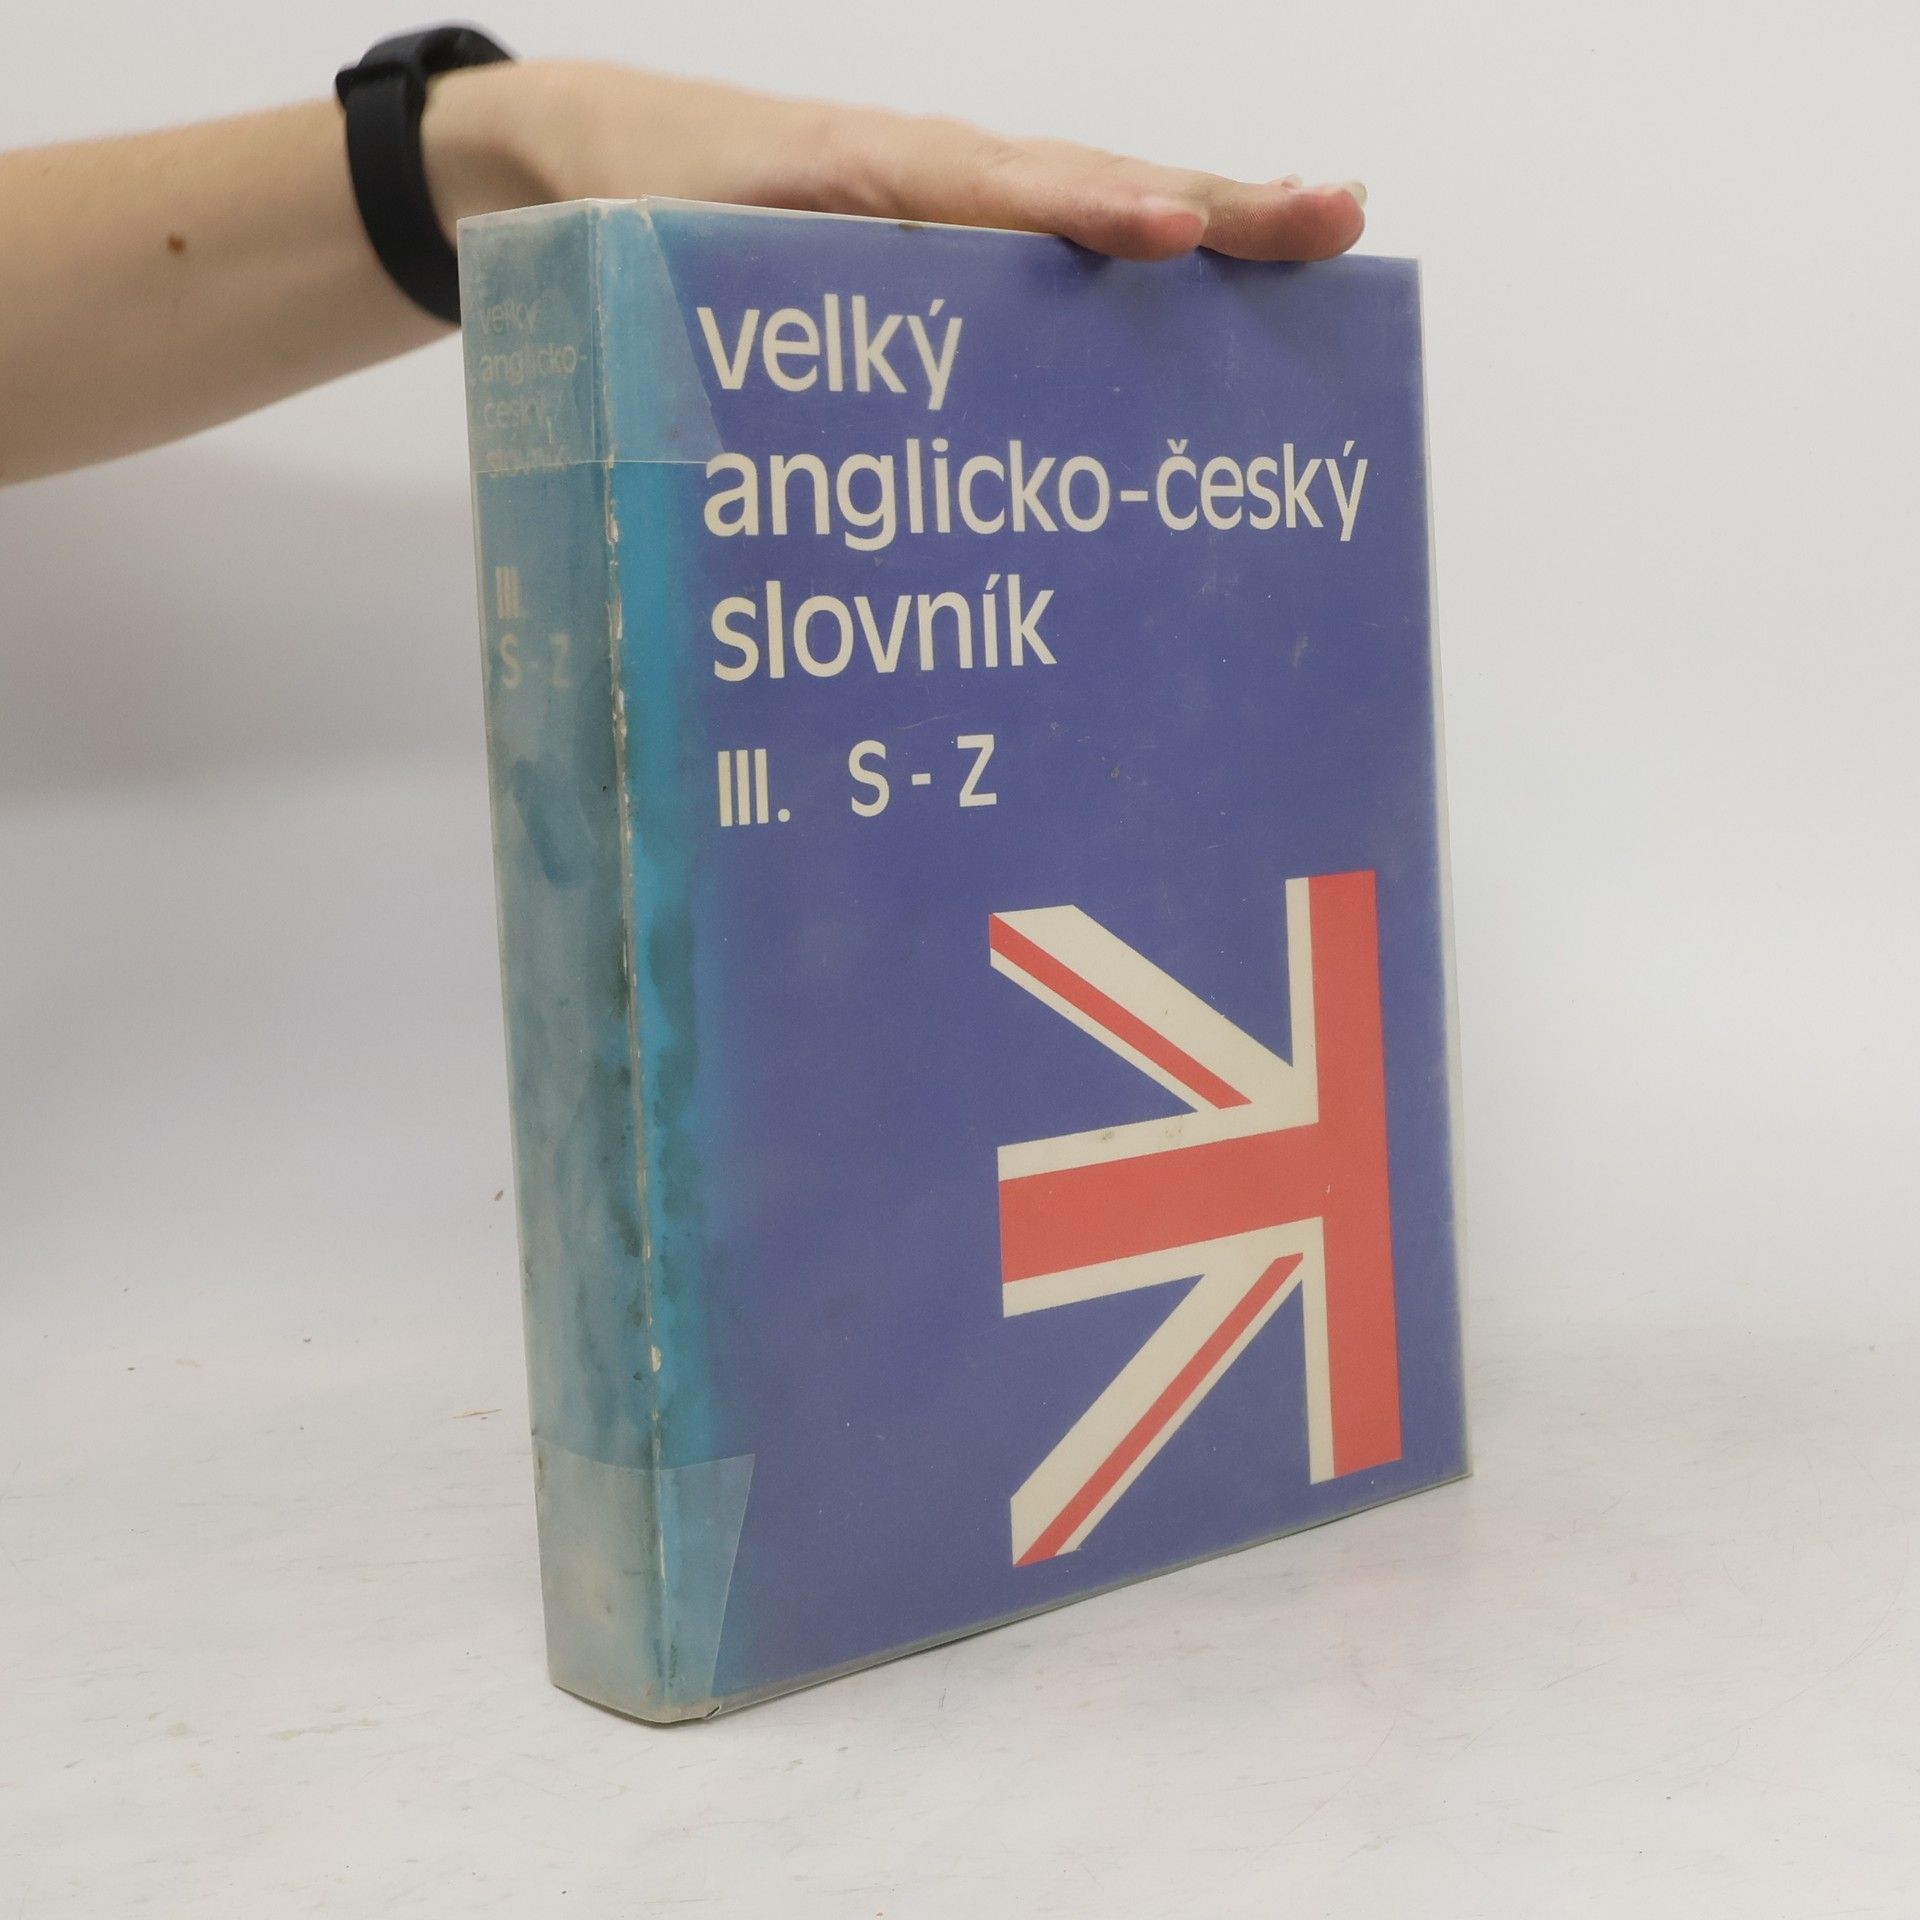 velký
anglicko-
český
slovník
III.
S - Z
velký
anglicko-český
slovník
III. S - Z